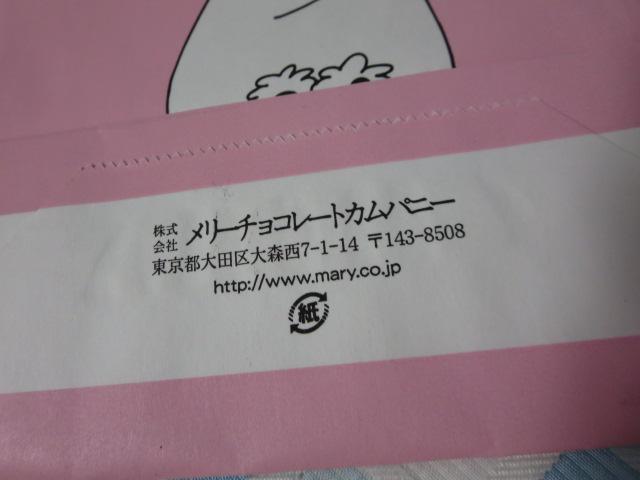 株式会社 メリーチョコレートカムパニー
東京都大田区大森西7-1-14 〒143-8508
http://www.mary.co.jp
紙